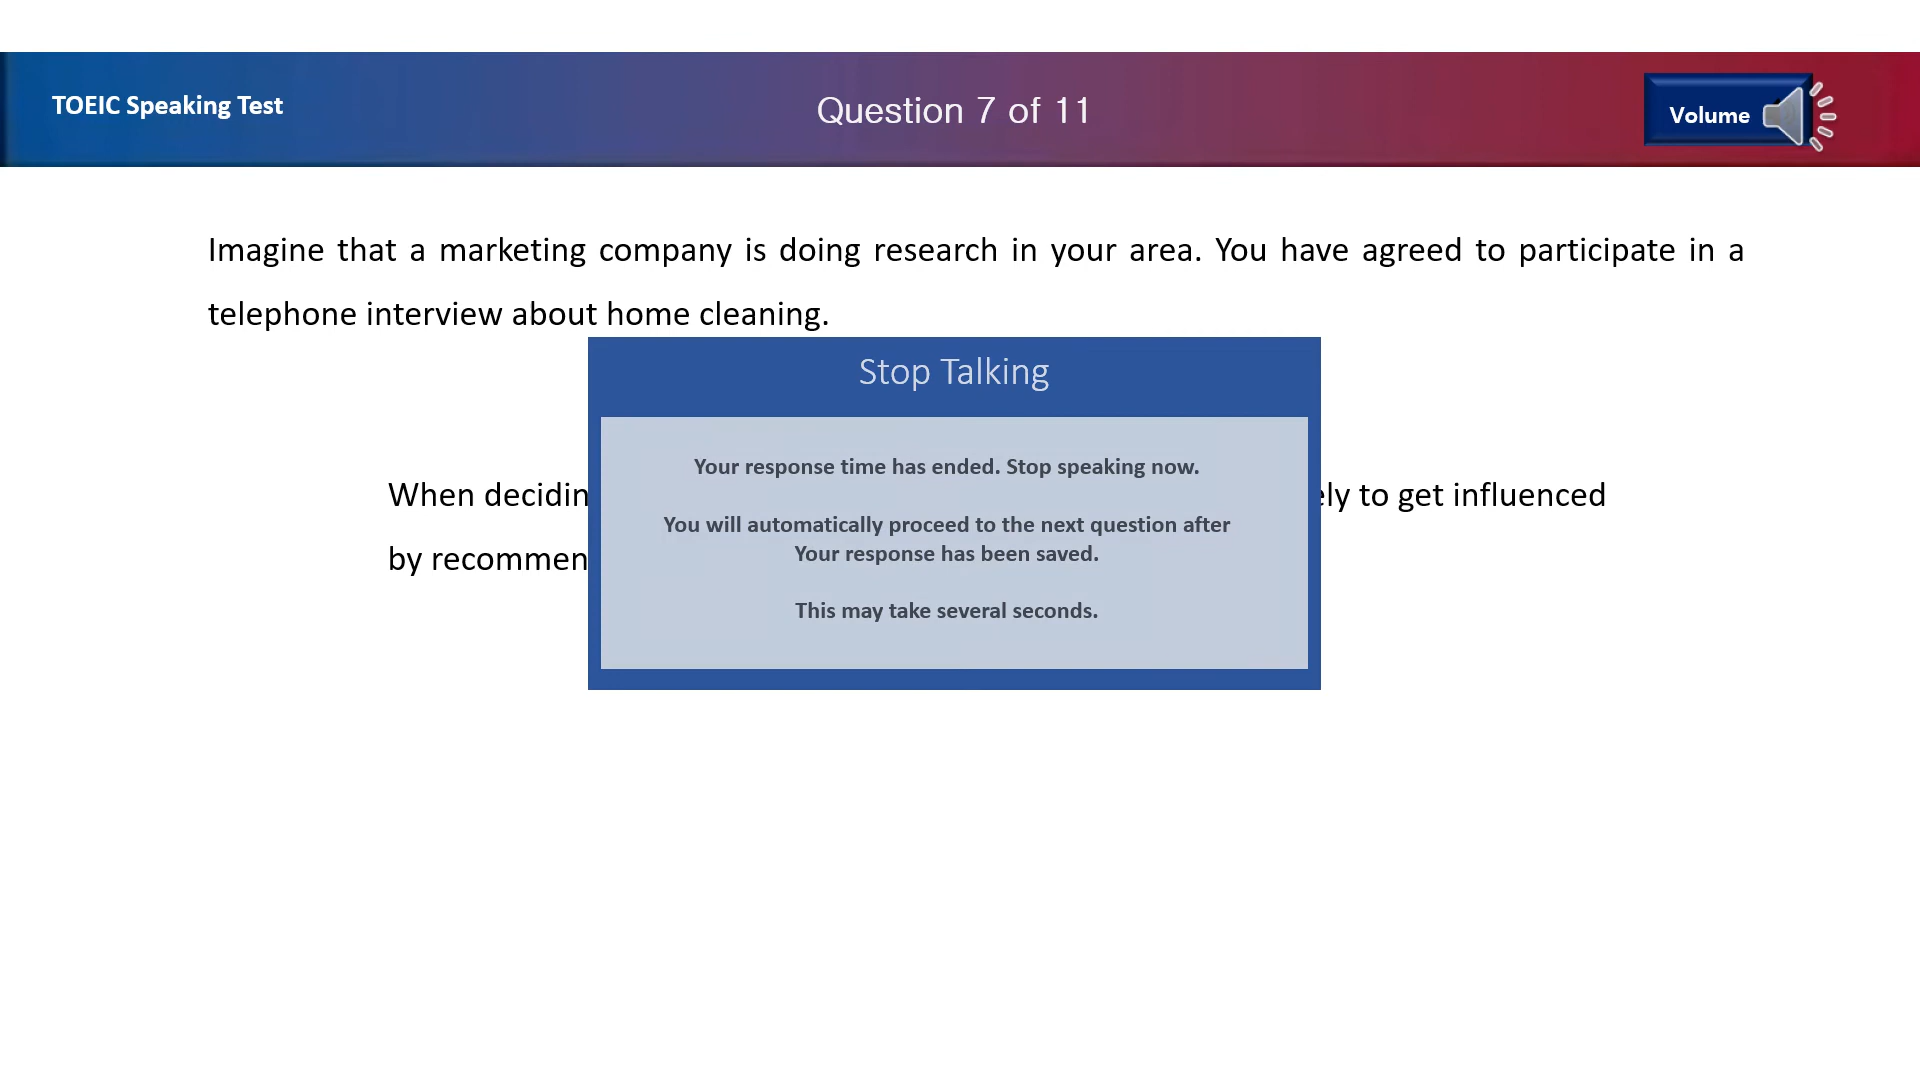 TOEIC Speaking Test
Question 7 of 11
Volume
Imagine that a marketing company is doing research in your area. You have agreed to participate in a
telephone interview about home cleaning.
Stop Talking
Your response time has ended. Stop speaking now.
You will automatically proceed to the next question after
Your response has been saved.
This may take several seconds.
When to get influenced
by